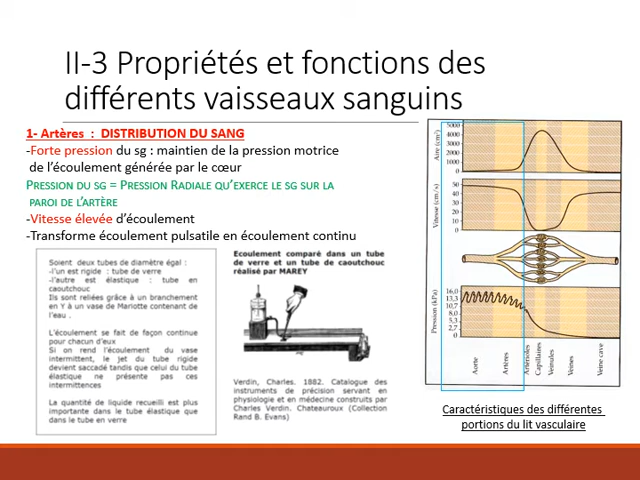 II-3 Propriétés et fonctions des
différents vaisseaux sanguins
1- Artères : DISTRIBUTION DU SANG
-Forte pression du sg : maintien de la pression motrice
de l'écoulement générée par le cœur
PRESSION DU SG = PRESSION RADIALE QU'EXERCE LE SG SUR LA
PAROI DE L'ARTÈRE
-Vitesse élevée d'écoulement
-Transforme écoulement pulsatile en écoulement continu
Soient deux tubes de diamètre égal :
-l'un est rigide : tube de verre
-l'autre est élastique : tube en
caoutchouc
Ils sont reliées grâce à un branchement
en Y à un vase de Mariotte contenant de
l'eau .
L'écoulement se fait de façon continue
pour chacun d'eux
Si on rend l'écoulement du vase
intermittent, le jet du tube rigide
devient saccadé tandis que celui du tube
élastique ne présente pas ces
intermittences
La quantité de liquide recueilli est plus
importante dans le tube élastique que
dans le tube en verre
Ecoulement comparé dans un tube
de verre et un tube de caoutchouc
réalisé par MAREY
Verdin, Charles. 1882. Catalogue des
instruments de précision servant en
physiologie et en médecine construits par
Charles Verdin. Chateauroux (Collection
Rand B. Evans)
Aire (cm²)
5000
4000
3000
2000
1000
0
Vitesse (cm/s)
50
40
30
20
10
0
Pression (kPa)
16,0
13,3
10,7
8,0
5,3
2,7
0
Aorte
Artères
Artérioles
Capillaires
Veinules
Veines
Veine cave
Caractéristiques des différentes
portions du lit vasculaire